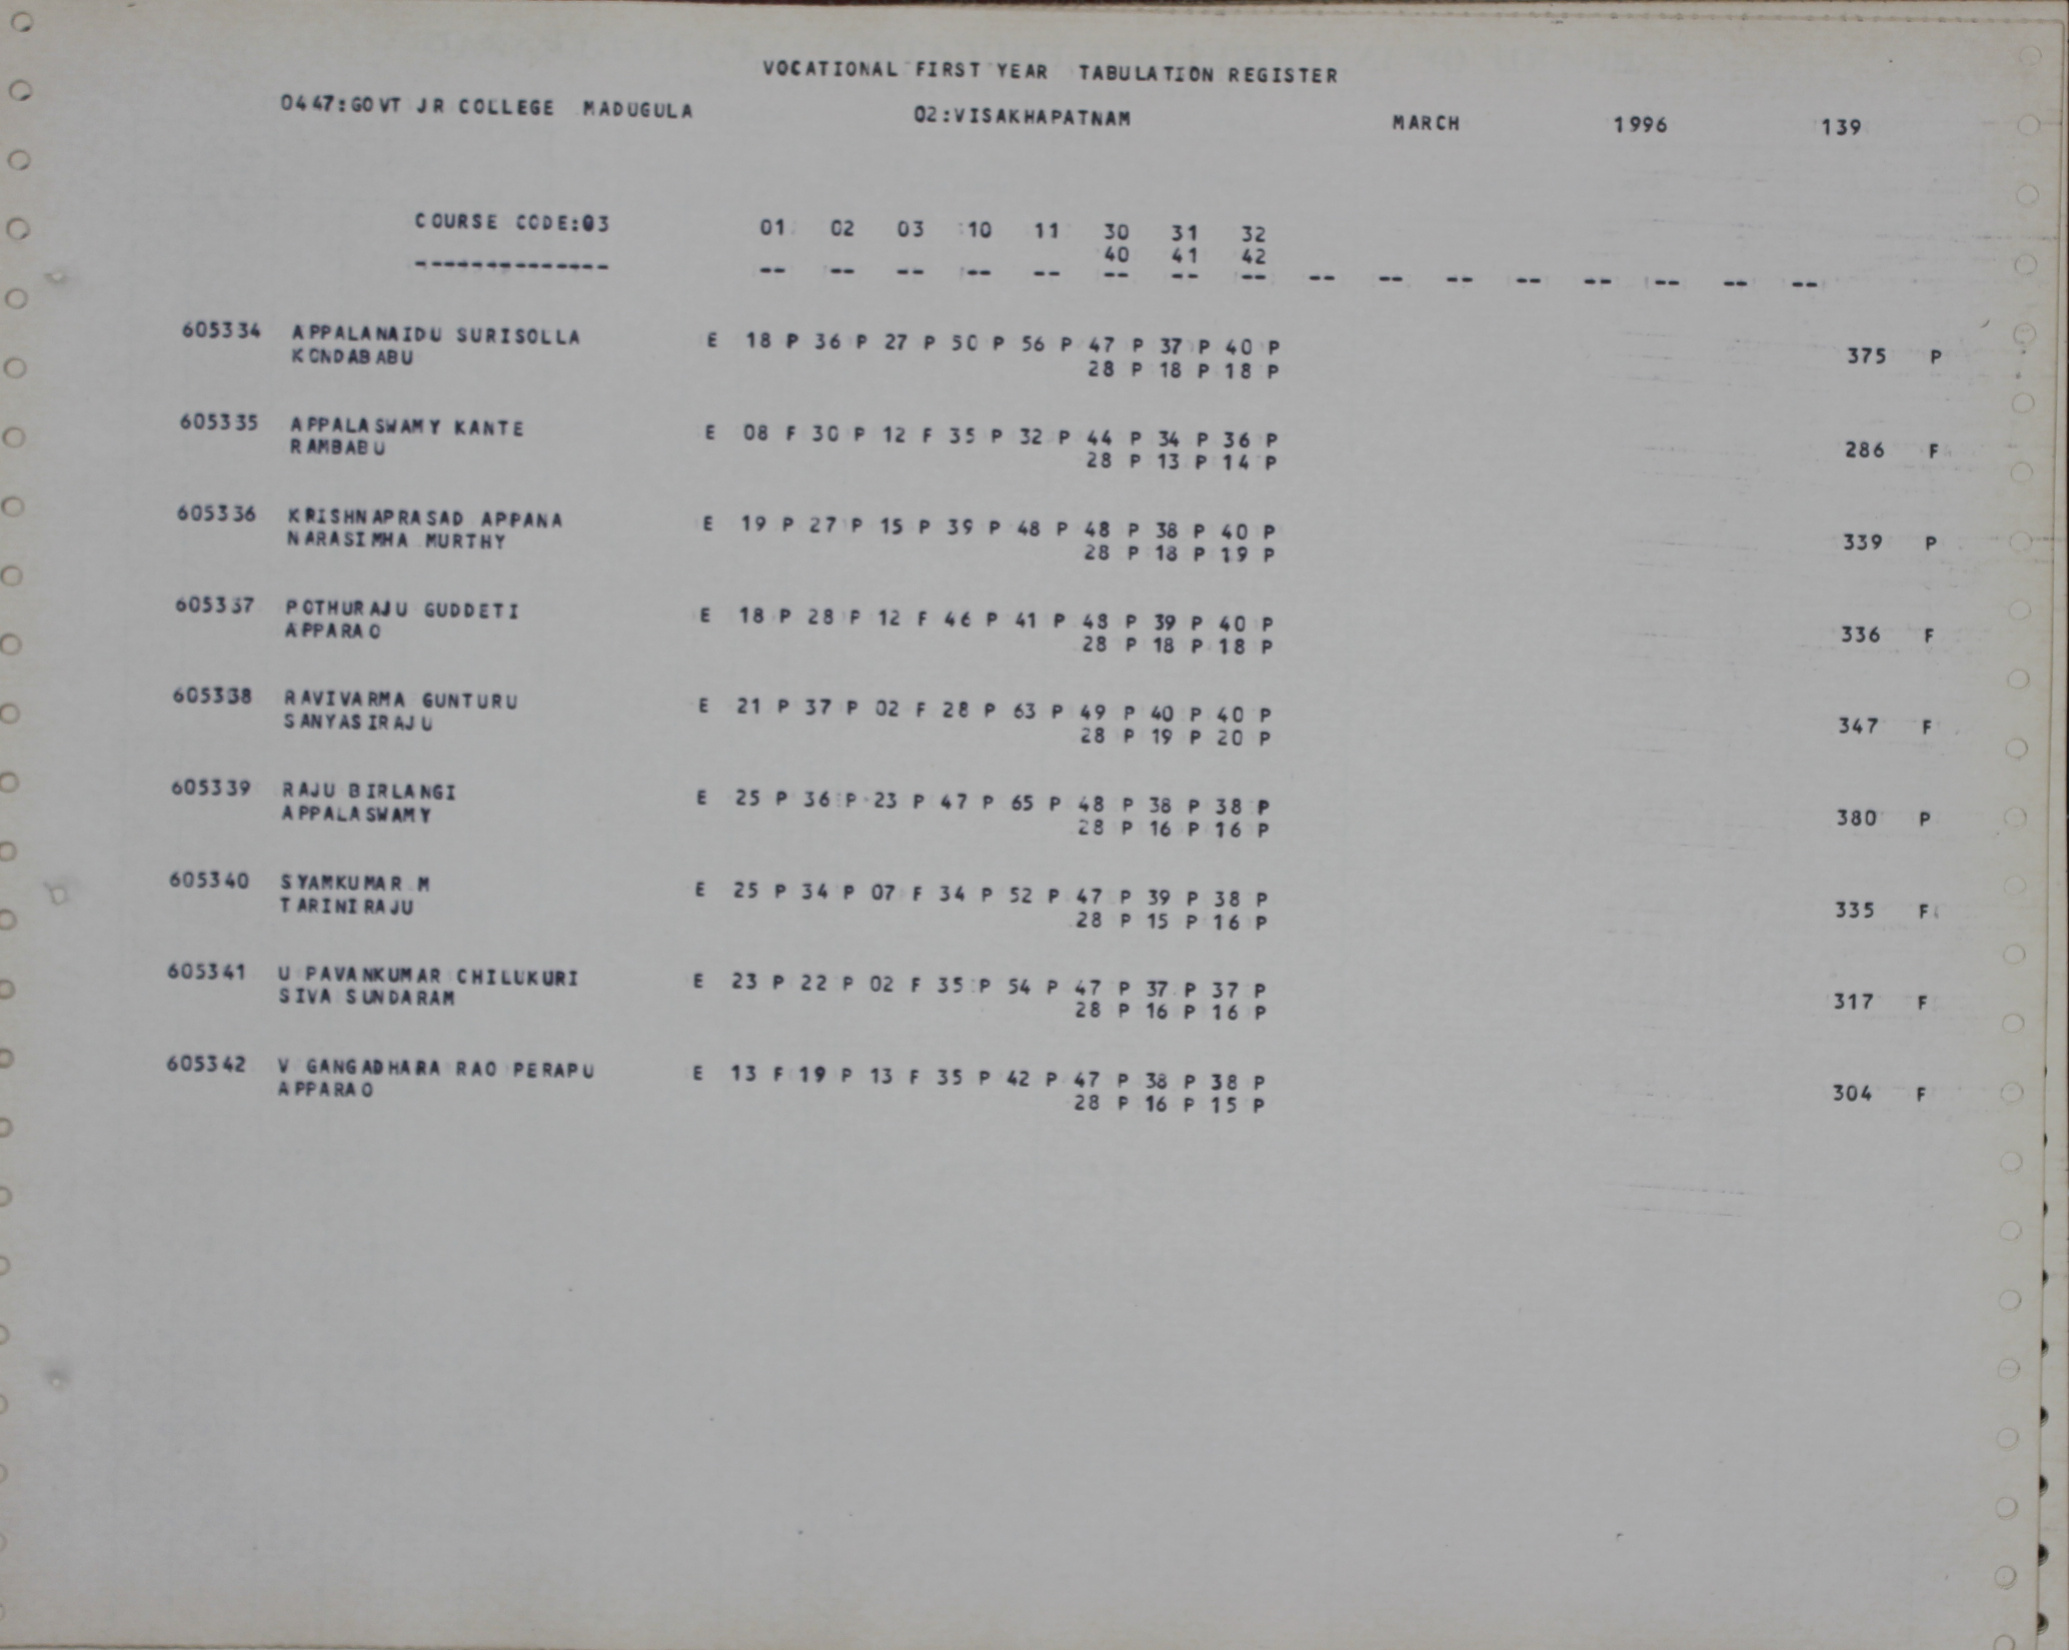 VOCATIONAL FIRST YEAR TABULATION REGISTER
0447:GOVT JR COLLEGE MADUGULA 02:VISAKHAPATNAM MARCH 1996 139
COURSE CODE:03 01 02 03 10 11 30 31 32
40 41 42
-------------- -- -- -- -- -- -- -- -- -- -- -- -- -- -- -- --
605334 APPALANAIDU SURISOLLA E 18 P 36 P 27 P 50 P 56 P 47 P 37 P 40 P
KONDABABU 28 P 18 P 18 P 375 P
605335 APPALASWAMY KANTE E 08 F 30 P 12 F 35 P 32 P 44 P 34 P 36 P
RAMBABU 28 P 13 P 14 P 286 F
605336 KRISHNAPRASAD APPANA E 19 P 27 P 15 P 39 P 48 P 48 P 38 P 40 P
NARASIMHA MURTHY 28 P 18 P 19 P 339 P
605337 POTHURAJU GUDDETI E 18 P 28 P 12 F 46 P 41 P 48 P 39 P 40 P
APPARAO 28 P 18 P 18 P 336 F
605338 RAVIVARMA GUNTURU E 21 P 37 P 02 F 28 P 63 P 49 P 40 P 40 P
SANYASIRAJU 28 P 19 P 20 P 347 F
605339 RAJU BIRLANGI E 25 P 36 P 23 P 47 P 65 P 48 P 38 P 38 P
APPALASWAMY 28 P 16 P 16 P 380 P
605340 SYAMKUMAR M E 25 P 34 P 07 F 34 P 52 P 47 P 39 P 38 P
TARINIRAJU 28 P 15 P 16 P 335 F
605341 U PAVANKUMAR CHILUKURI E 23 P 22 P 02 F 35 P 54 P 47 P 37 P 37 P
SIVA SUNDARAM 28 P 16 P 16 P 317 F
605342 V GANGADHARA RAO PERAPU E 13 F 19 P 13 F 35 P 42 P 47 P 38 P 38 P
APPARAO 28 P 16 P 15 P 304 F